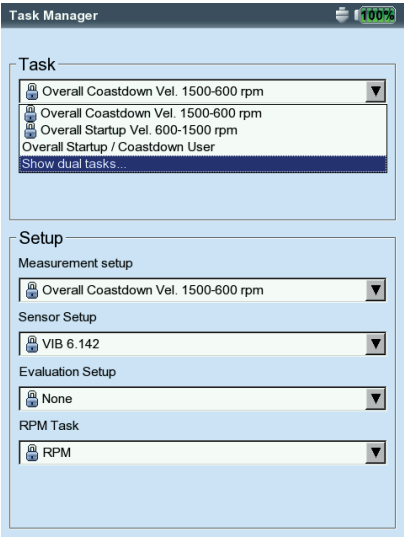 Task Manager
100%
Task
Overall Coastdown Vel. 1500-600 rpm
Overall Coastdown Vel. 1500-600 rpm
Overall Startup Vel. 600-1500 rpm
Overall Startup / Coastdown User
Show dual tasks...
Setup
Measurement setup
Overall Coastdown Vel. 1500-600 rpm
Sensor Setup
VIB 6.142
Evaluation Setup
None
RPM Task
RPM